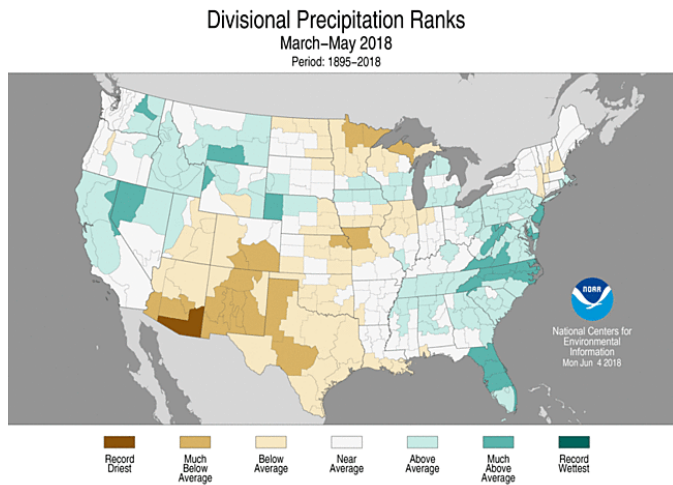 Divisional Precipitation Ranks
March–May 2018
Period: 1895–2018
NOAA
National Centers for
Environmental
Information
Mon Jun 4 2018
Record
Driest
Much
Below
Average
Below
Average
Near
Average
Above
Average
Much
Above
Average
Record
Wettest